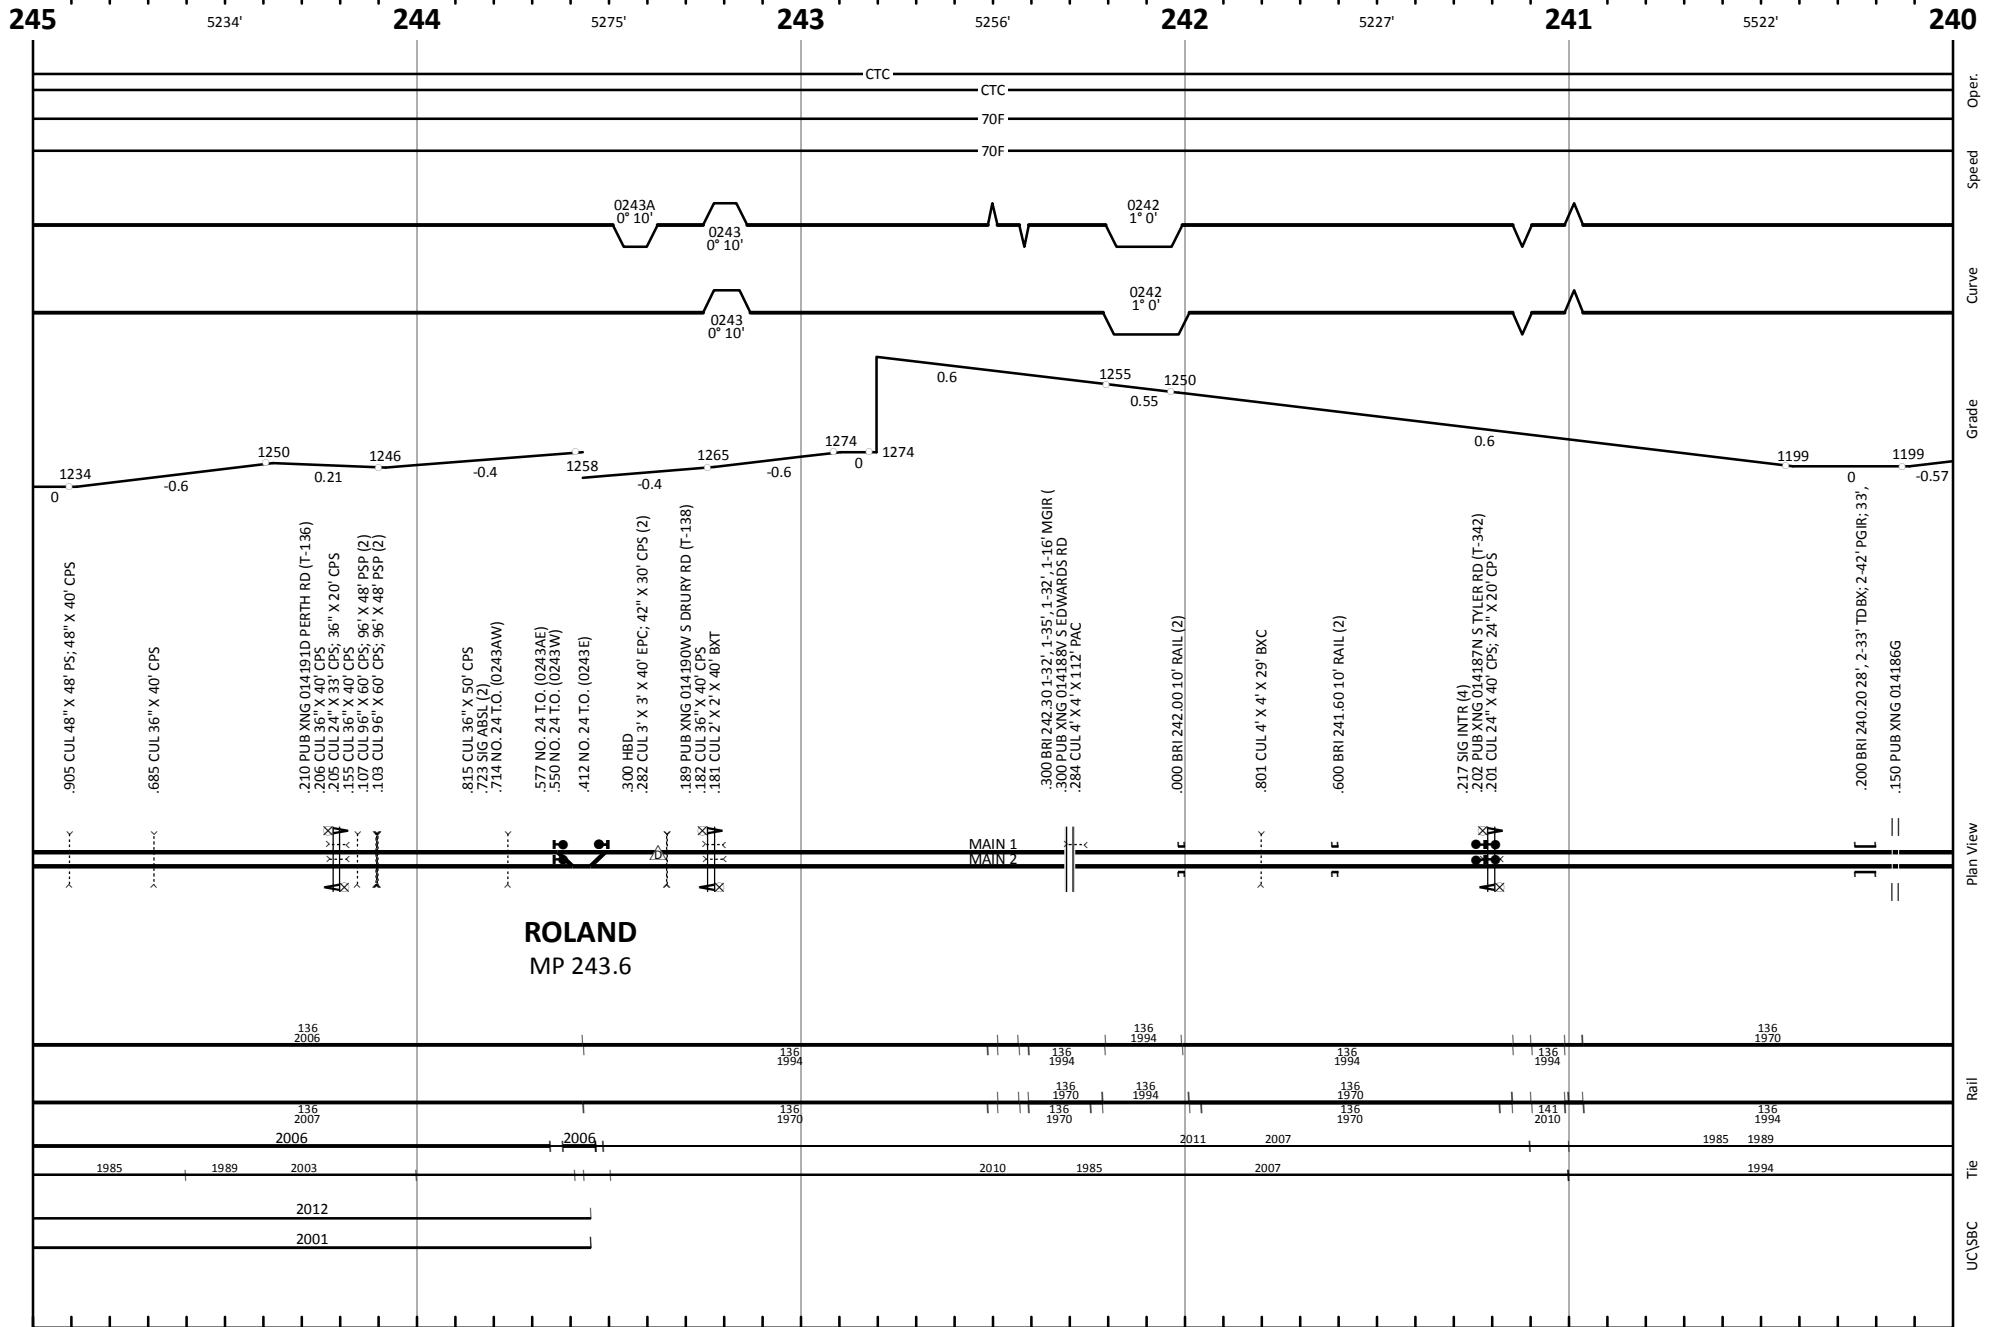 245 5234' 244 5275' 243 5256' 242 5227' 241 5522' 240
CTC
CTC
70F
70F
Oper.
Speed
0243A
0° 10'
0243
0° 10'
0242
1° 0'
0243
0° 10'
0242
1° 0'
Curve
1234
0
-0.6
1250
0.21
1246
-0.4
1258
-0.4
1265
-0.6
1274
0
1274
0.6
1255
0.55
1250
0.6
1199
0
1199
-0.57
Grade
.905 CUL 48" X 48' PS; 48" X 40' CPS
.685 CUL 36" X 40' CPS
.210 PUB XNG 014191D PERTH RD (T-136)
.206 CUL 36" X 40' CPS
.205 CUL 24" X 33' CPS; 36" X 20' CPS
.155 CUL 36" X 40' CPS
.107 CUL 96" X 60' CPS; 96' X 48' PSP (2)
.103 CUL 96" X 60' CPS; 96' X 48' PSP (2)
.815 CUL 36" X 50' CPS
.723 SIG ABSL (2)
.714 NO. 24 T.O. (0243AW)
.577 NO. 24 T.O. (0243AE)
.550 NO. 24 T.O. (0243W)
.412 NO. 24 T.O. (0243E)
.300 HBD
.282 CUL 3' X 3' X 40' EPC; 42" X 30' CPS (2)
.189 PUB XNG 014190W S DRURY RD (T-138)
.182 CUL 36" X 40' CPS
.181 CUL 2' X 2' X 40' BXT
.300 BRI 242.30 1-32', 1-35', 1-32', 1-16' MGIR (
.300 PUB XNG 014188V S EDWARDS RD
.284 CUL 4' X 4' X 112' PAC
.000 BRI 242.00 10' RAIL (2)
.801 CUL 4' X 4' X 29' BXC
.600 BRI 241.60 10' RAIL (2)
.217 SIG INTR (4)
.202 PUB XNG 014187N S TYLER RD (T-342)
.201 CUL 24" X 40' CPS; 24" X 20' CPS
.200 BRI 240.20 28', 2-33' TDBX; 2-42' PGIR; 33',
.150 PUB XNG 014186G
MAIN 1
MAIN 2
D
Plan View
ROLAND
MP 243.6
136
2006
136
1994
136
1994
136
1994
136
1994
136
1994
136
1970
136
2007
136
1970
136
1970
136
1970
136
1994
136
1970
136
1970
141
2010
136
1994
Rail
2006 2006 2011 2007 1985 1989
1985 1989 2003 2010 1985 2007 1994
Tie
2012
2001
UC\SBC